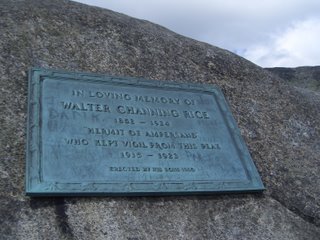 IN LOVING MEMORY OF
WALTER CHANNING RICE
1852 - 1924
"HERMIT OF AMPERSAND"
WHO KEPT VIGIL FROM THIS PEAK
1915 - 1923
ERECTED BY HIS SONS 1930